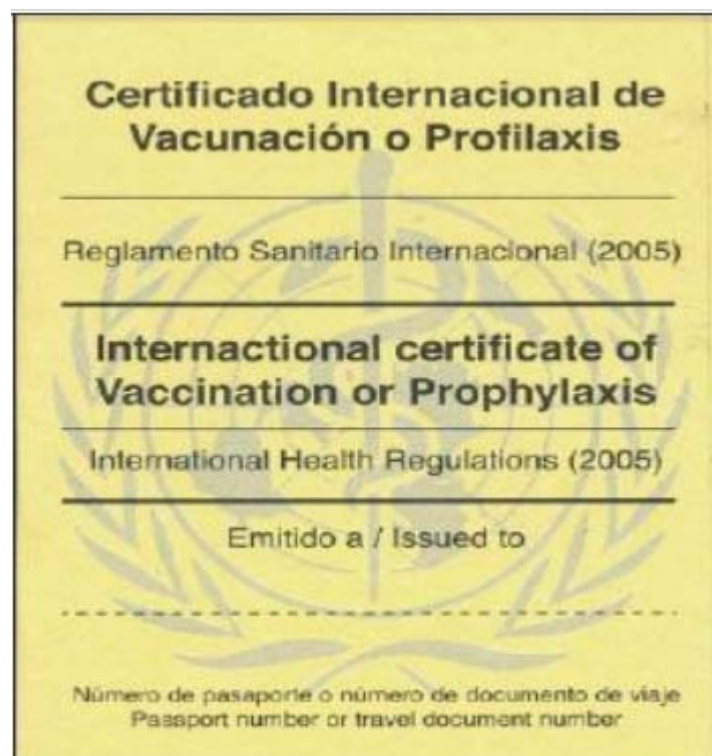 Certificado Internacional de
Vacunación o Profilaxis
Reglamento Sanitario Internacional (2005)
Internactional certificate of
Vaccination or Prophylaxis
International Health Regulations (2005)
Emitido a / Issued to
Número de pasaporte o número de documento de viaje
Passport number or travel document number